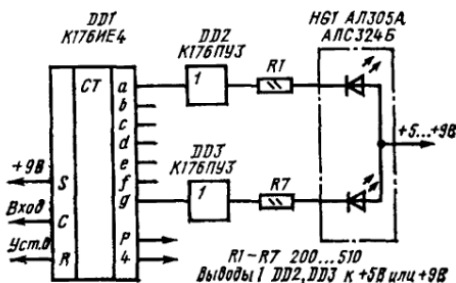 DD1
К176ИЕ4
DD2
К176ПУ3
HG1 АЛ305А,
АЛС324Б
CT
a
b
c
d
e
f
g
P
4
S
C
R
1
R1
+5...+9В
DD3
К176ПУ3
1
R7
+9В
Вход
Уст.0
R1-R7 200...510
Выводы 1 DD2, DD3 к +5В или +9В